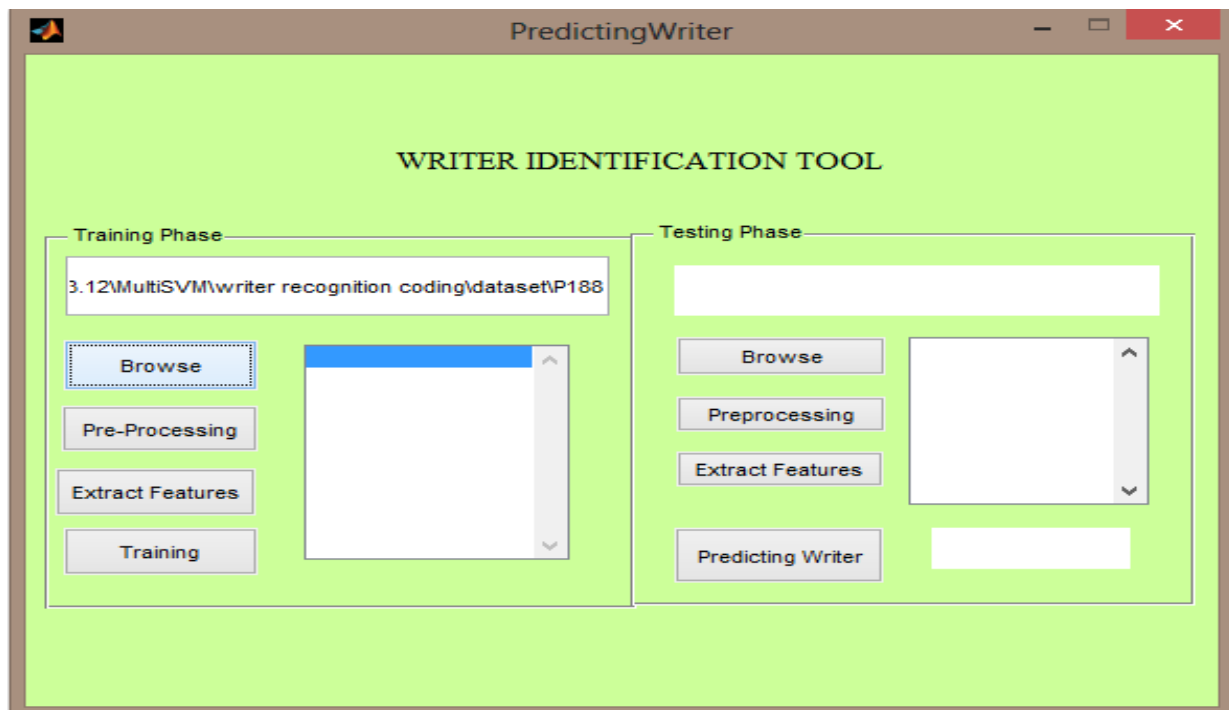 PredictingWriter
WRITER IDENTIFICATION TOOL
Training Phase
3.12\MultiSVM\writer recognition coding\dataset\P188
Browse
Pre-Processing
Extract Features
Training
Testing Phase
Browse
Preprocessing
Extract Features
Predicting Writer